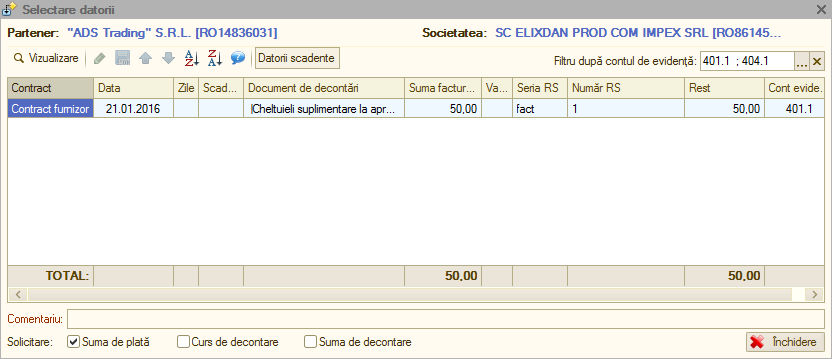 Selectare datorii
Partener: "ADS Trading" S.R.L. [RO14836031] Societatea: SC ELIXDAN PROD COM IMPEX SRL [RO86145...
Vizualizare Datorii scadente Filtru după contul de evidență: 401.1 ; 404.1 ...
Contract Data Zile Scad... Document de decontări Suma factur... Va... Seria RS Număr RS Rest Cont evide.
Contract furnizor 21.01.2016 Cheltuieli suplimentare la apr... 50,00 fact 1 50,00 401.1
TOTAL: 50,00 50,00
Comentariu:
Solicitare: Suma de plată Curs de decontare Suma de decontare Închidere